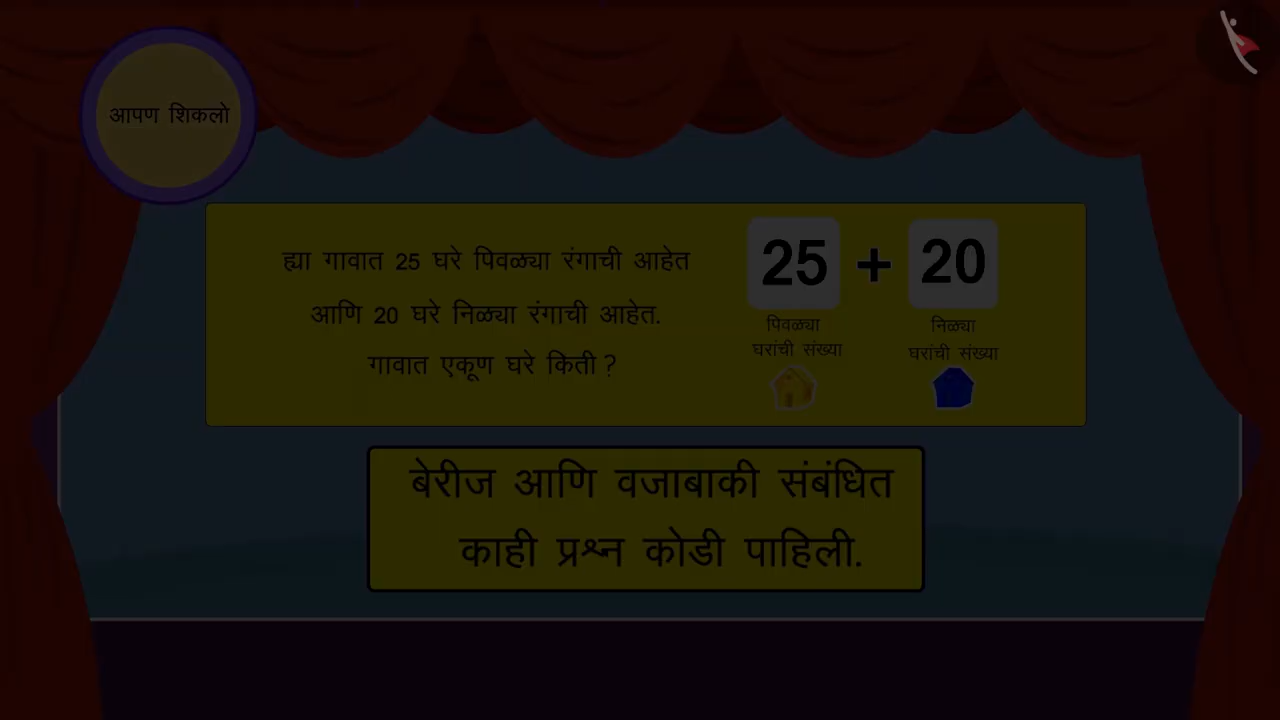 आपण शिकलो
ह्या गावात 25 घरे पिवळ्या रंगाची आहेत
आणि 20 घरे निळ्या रंगाची आहेत.
गावात एकूण घरे किती ?
25 + 20
पिवळ्या
घरांची संख्या
निळ्या
घरांची संख्या
बेरीज आणि वजाबाकी संबंधित
काही प्रश्न कोडी पाहिली.